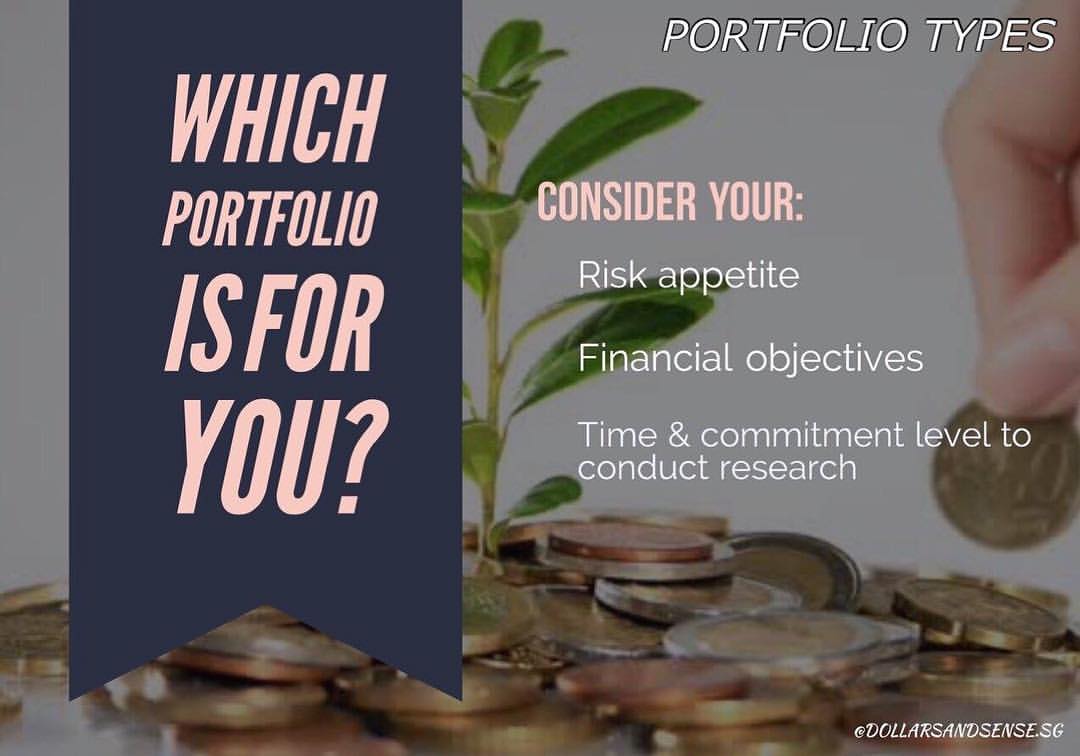 PORTFOLIO TYPES
WHICH
PORTFOLIO
IS FOR
YOU?
CONSIDER YOUR:
Risk appetite
Financial objectives
Time & commitment level to
conduct research
@DOLLARSANDSENSE.SG